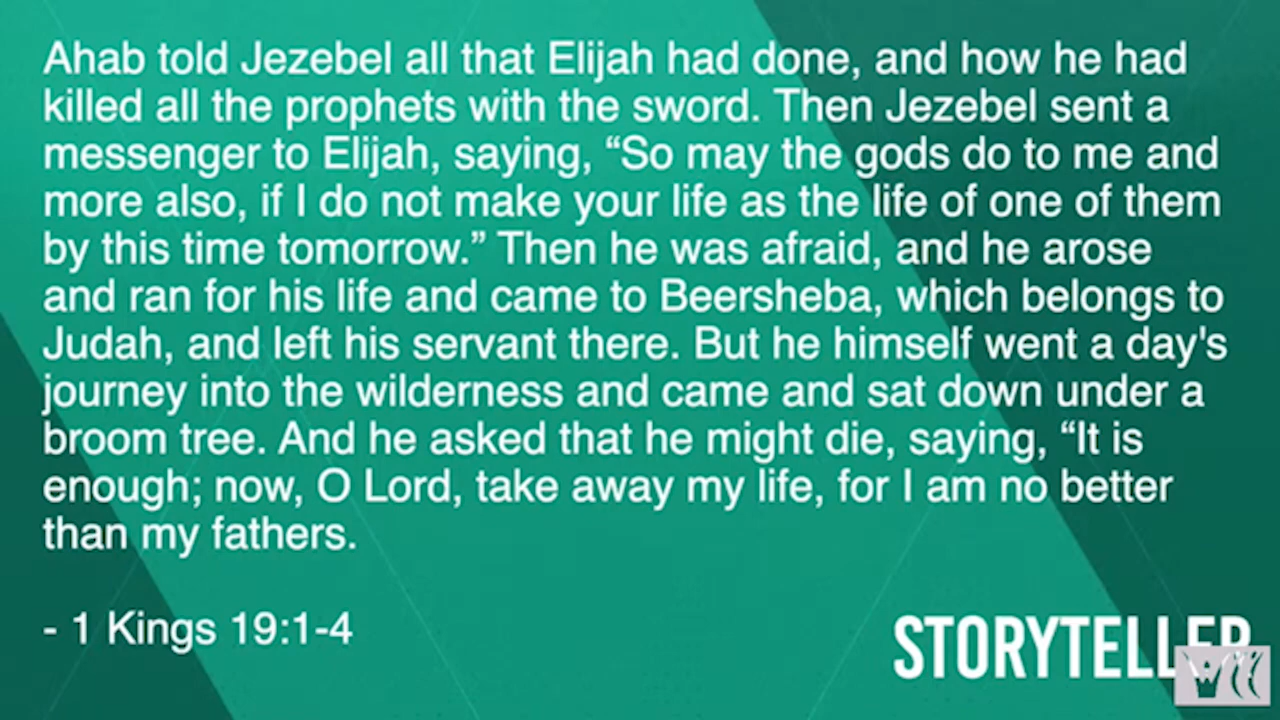 Ahab told Jezebel all that Elijah had done, and how he had
killed all the prophets with the sword. Then Jezebel sent a
messenger to Elijah, saying, “So may the gods do to me and
more also, if I do not make your life as the life of one of them
by this time tomorrow.” Then he was afraid, and he arose
and ran for his life and came to Beersheba, which belongs to
Judah, and left his servant there. But he himself went a day's
journey into the wilderness and came and sat down under a
broom tree. And he asked that he might die, saying, “It is
enough; now, O Lord, take away my life, for I am no better
than my fathers.
- 1 Kings 19:1-4
STORYTELLER